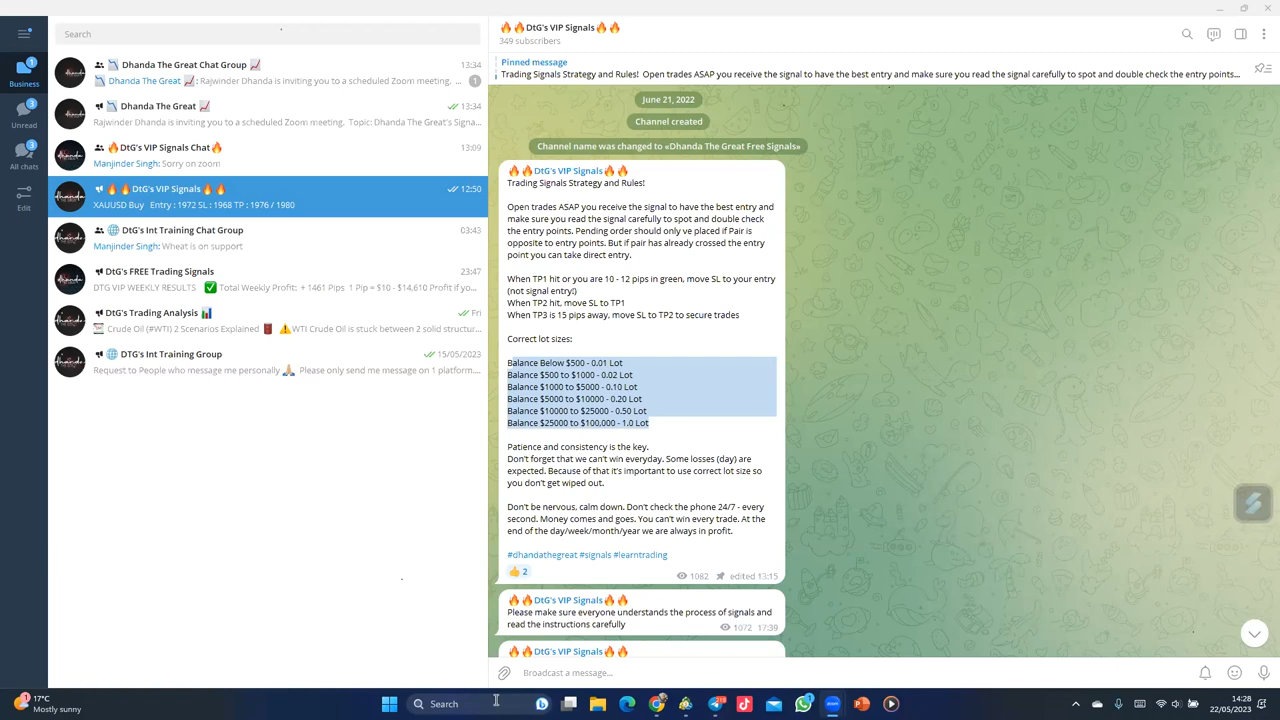 Search
Dhanda The Great Chat Group
13:34
Dhanda The Great : Rajwinder Dhanda is inviting you to a scheduled Zoom meeting. ...
1
Dhanda The Great
13:34
Rajwinder Dhanda is inviting you to a scheduled Zoom meeting. Topic: Dhanda The Great's Signa...
DtG's VIP Signals Chat
13:09
Manjinder Singh: Sorry on zoom
DtG's VIP Signals
12:50
XAUUSD Buy Entry : 1972 SL : 1968 TP : 1976 / 1980
DtG's Int Training Chat Group
03:43
Manjinder Singh: Wheat is on support
DtG's FREE Trading Signals
23:47
DTG VIP WEEKLY RESULTS ✅ Total Weekly Profit: + 1461 Pips 1 Pip = $10 - $14,610 Profit if yo...
DtG's Trading Analysis
Fri
Crude Oil (#WTI) 2 Scenarios Explained WTI Crude Oil is stuck between 2 solid structur...
DTG's Int Training Group
15/05/2023
Request to People who message me personally Please only send me message on 1 platform....
1
Business
3
Unread
3
All chats
Edit
🔥🔥DtG's VIP Signals🔥🔥
349 subscribers
Pinned message
Trading Signals Strategy and Rules! Open trades ASAP you receive the signal to have the best entry and make sure you read the signal carefully to spot and double check the entry points...
June 21, 2022
Channel created
Channel name was changed to «Dhanda The Great Free Signals»
🔥🔥DtG's VIP Signals🔥🔥
Trading Signals Strategy and Rules!
Open trades ASAP you receive the signal to have the best entry and
make sure you read the signal carefully to spot and double check
the entry points. Pending order should only ve placed if Pair is
opposite to entry points. But if pair has already crossed the entry
point you can take direct entry.
When TP1 hit or you are 10 - 12 pips in green, move SL to your entry
(not signal entry!)
When TP2 hit, move SL to TP1
When TP3 is 15 pips away, move SL to TP2 to secure trades
Correct lot sizes:
Balance Below $500 - 0.01 Lot
Balance $500 to $1000 - 0.02 Lot
Balance $1000 to $5000 - 0.10 Lot
Balance $5000 to $10000 - 0.20 Lot
Balance $10000 to $25000 - 0.50 Lot
Balance $25000 to $100,000 - 1.0 Lot
Patience and consistency is the key.
Don't forget that we can't win everyday. Some losses (day) are
expected. Because of that it's important to use correct lot size so
you don't get wiped out.
Don't be nervous, calm down. Don't check the phone 24/7 - every
second. Money comes and goes. You can't win every trade. At the
end of the day/week/month/year we are always in profit.
#dhandathegreat #signals #learntrading
👍 2
1082 edited 13:15
🔥🔥DtG's VIP Signals🔥🔥
Please make sure everyone understands the process of signals and
read the instructions carefully
1072 17:39
🔥🔥DtG's VIP Signals🔥🔥
Broadcast a message...
17°C
Mostly sunny
Search
14:28
22/05/2023